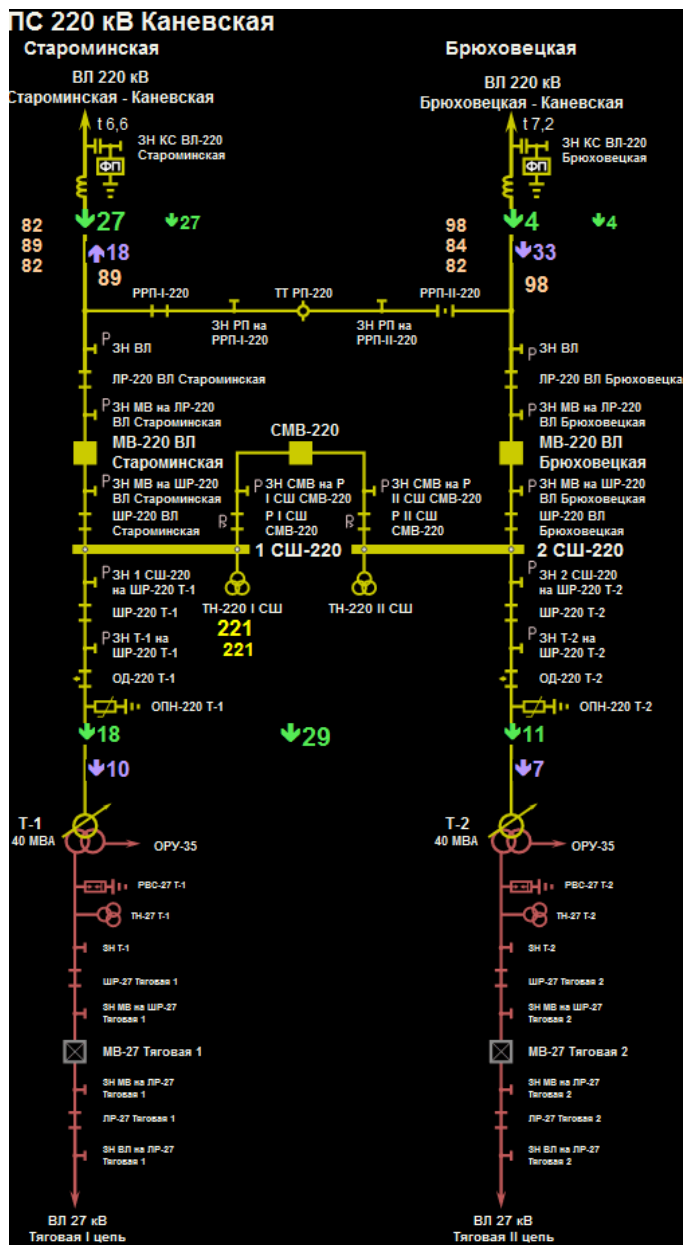 ПС 220 кВ Каневская
Староминская
Брюховецкая
ВЛ 220 кВ
Староминская - Каневская
ВЛ 220 кВ
Брюховецкая - Каневская
t 6,6
t 7,2
ЗН КС ВЛ-220
Староминская
ФП
ЗН КС ВЛ-220
Брюховецкая
ФП
82
89
82
27
27
18
89
98
84
82
4
4
33
98
РРП-I-220
ТТ РП-220
РРП-II-220
ЗН РП на
РРП-I-220
ЗН РП на
РРП-II-220
Р ЗН ВЛ
Р ЗН ВЛ
ЛР-220 ВЛ Староминская
ЛР-220 ВЛ Брюховецка
Р ЗН МВ на ЛР-220
ВЛ Староминская
Р ЗН МВ на ЛР-220
ВЛ Брюховецкая
СМВ-220
МВ-220 ВЛ
Староминская
МВ-220 ВЛ
Брюховецкая
Р ЗН МВ на ШР-220
ВЛ Староминская
Р ЗН СМВ на Р
I СШ СМВ-220
Р ЗН СМВ на Р
II СШ СМВ-220
Р ЗН МВ на ШР-220
ВЛ Брюховецкая
ШР-220 ВЛ
Староминская
Р
Р I СШ
СМВ-220
Р
Р II СШ
СМВ-220
ШР-220 ВЛ
Брюховецкая
1 СШ-220
2 СШ-220
Р ЗН 1 СШ-220
на ШР-220 Т-1
ТН-220 I СШ
ТН-220 II СШ
Р ЗН 2 СШ-220
на ШР-220 Т-2
221
221
ШР-220 Т-1
ШР-220 Т-2
Р ЗН Т-1 на
ШР-220 Т-1
Р ЗН Т-2 на
ШР-220 Т-2
ОД-220 Т-1
ОД-220 Т-2
ОПН-220 Т-1
ОПН-220 Т-2
18
29
11
10
7
Т-1
40 МВА
ОРУ-35
Т-2
40 МВА
ОРУ-35
РВС-27 Т-1
РВС-27 Т-2
ТН-27 Т-1
ТН-27 Т-2
ЗН Т-1
ЗН Т-2
ШР-27 Тяговая 1
ШР-27 Тяговая 2
ЗН МВ на ШР-27
Тяговая 1
ЗН МВ на ШР-27
Тяговая 2
МВ-27 Тяговая 1
МВ-27 Тяговая 2
ЗН МВ на ЛР-27
Тяговая 1
ЗН МВ на ЛР-27
Тяговая 2
ЛР-27 Тяговая 1
ЛР-27 Тяговая 2
ЗН ВЛ на ЛР-27
Тяговая 1
ЗН ВЛ на ЛР-27
Тяговая 2
ВЛ 27 кВ
Тяговая I цепь
ВЛ 27 кВ
Тяговая II цепь